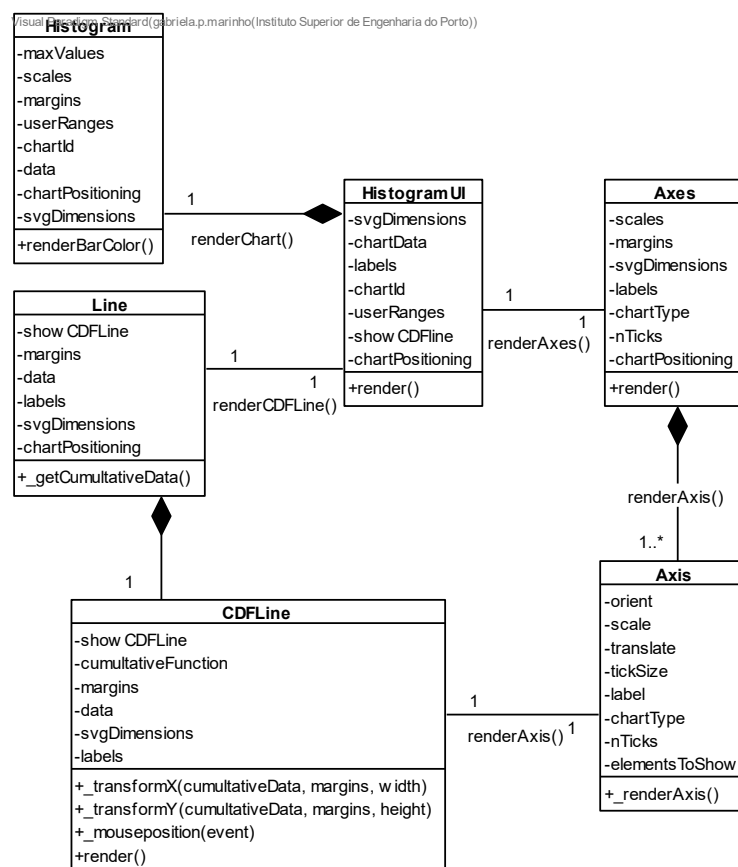 Visual Paradigm Standard(gabriela.p.marinho(Instituto Superior de Engenharia do Porto))
Histogram
-maxValues
-scales
-margins
-userRanges
-chartId
-data
-chartPositioning
-svgDimensions
+renderBarColor()
1
renderChart()
HistogramUI
-svgDimensions
-chartData
-labels
-chartId
-userRanges
-show CDFline
-chartPositioning
+render()
1
1
renderAxes()
Axes
-scales
-margins
-svgDimensions
-labels
-chartType
-nTicks
-chartPositioning
+render()
Line
-show CDFLine
-margins
-data
-labels
-svgDimensions
-chartPositioning
+_getCumultativeData()
1
1
renderCDFLine()
renderAxis()
1..*
1
CDFLine
-show CDFLine
-cumultativeFunction
-margins
-data
-svgDimensions
-labels
+_transformX(cumultativeData, margins, width)
+_transformY(cumultativeData, margins, height)
+_mouseposition(event)
+render()
1
1
renderAxis()
Axis
-orient
-scale
-translate
-tickSize
-label
-chartType
-nTicks
-elementsToShow
+_renderAxis()